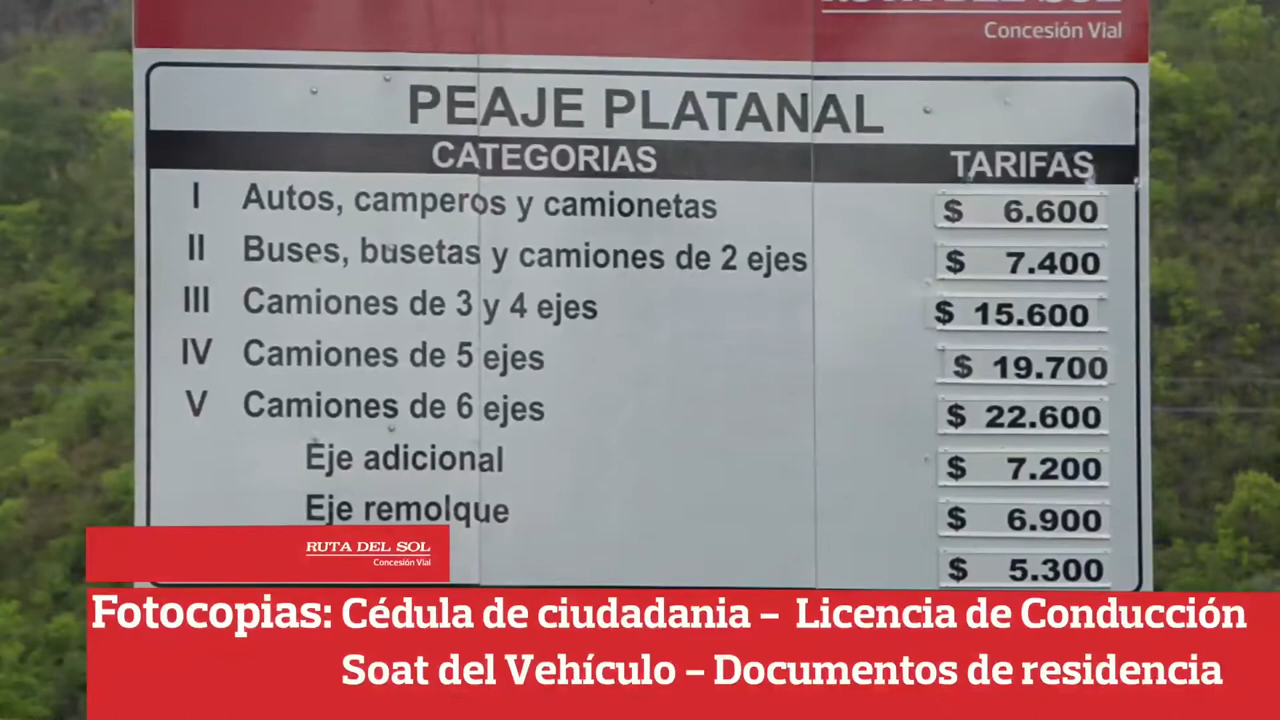 RUTA DEL SOL
Concesión Vial
PEAJE PLATANAL
CATEGORIAS TARIFAS
I Autos, camperos y camionetas $ 6.600
II Buses, busetas y camiones de 2 ejes $ 7.400
III Camiones de 3 y 4 ejes $ 15.600
IV Camiones de 5 ejes $ 19.700
V Camiones de 6 ejes $ 22.600
Eje adicional $ 7.200
Eje remolque $ 6.900
$ 5.300
RUTA DEL SOL
Concesión Vial
Fotocopias: Cédula de ciudadania – Licencia de Conducción
Soat del Vehículo – Documentos de residencia